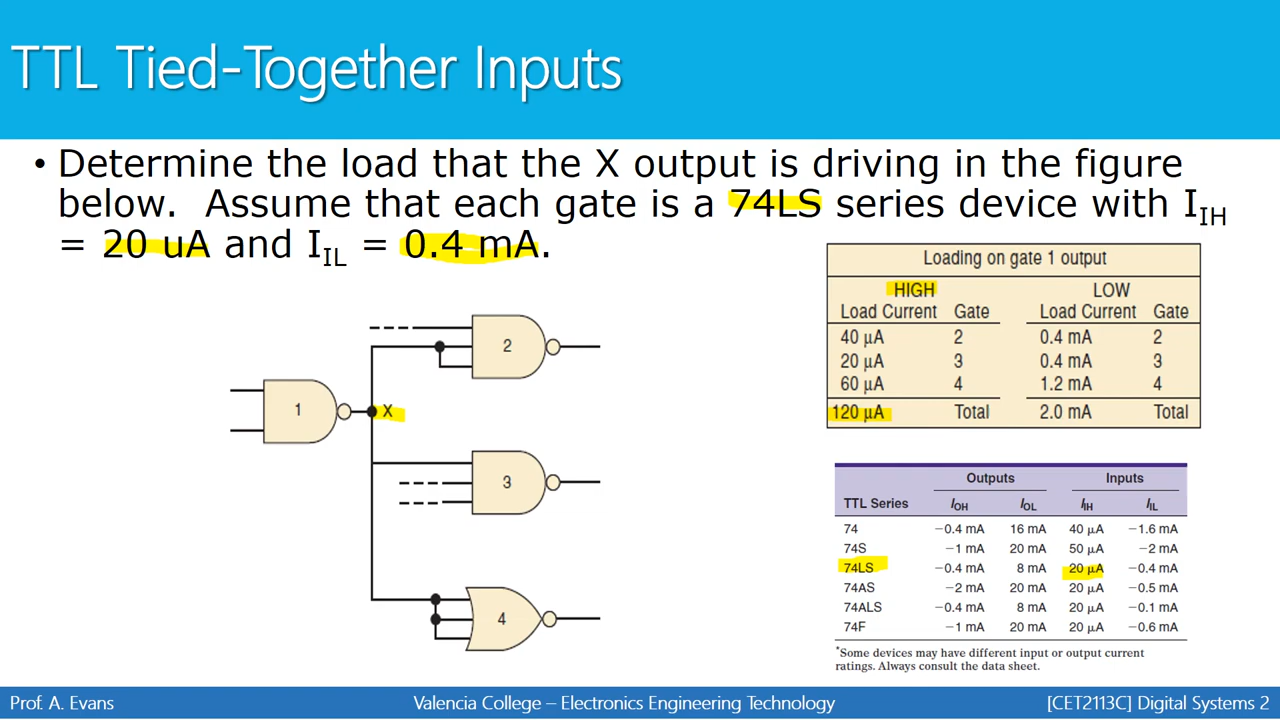 TTL Tied-Together Inputs
• Determine the load that the X output is driving in the figure
below. Assume that each gate is a 74LS series device with IIH
= 20 uA and IIL = 0.4 mA.
Loading on gate 1 output
HIGH LOW
Load Current Gate Load Current Gate
40 μA 2 0.4 mA 2
20 μA 3 0.4 mA 3
60 μA 4 1.2 mA 4
120 μA Total 2.0 mA Total
1
X
2
3
4
Outputs Inputs
TTL Series IOH IOL IIH IIL
74 −0.4 mA 16 mA 40 μA −1.6 mA
74S −1 mA 20 mA 50 μA −2 mA
74LS −0.4 mA 8 mA 20 μA −0.4 mA
74AS −2 mA 20 mA 20 μA −0.5 mA
74ALS −0.4 mA 8 mA 20 μA −0.1 mA
74F −1 mA 20 mA 20 μA −0.6 mA
*Some devices may have different input or output current
ratings. Always consult the data sheet.
Prof. A. Evans Valencia College – Electronics Engineering Technology [CET2113C] Digital Systems 2